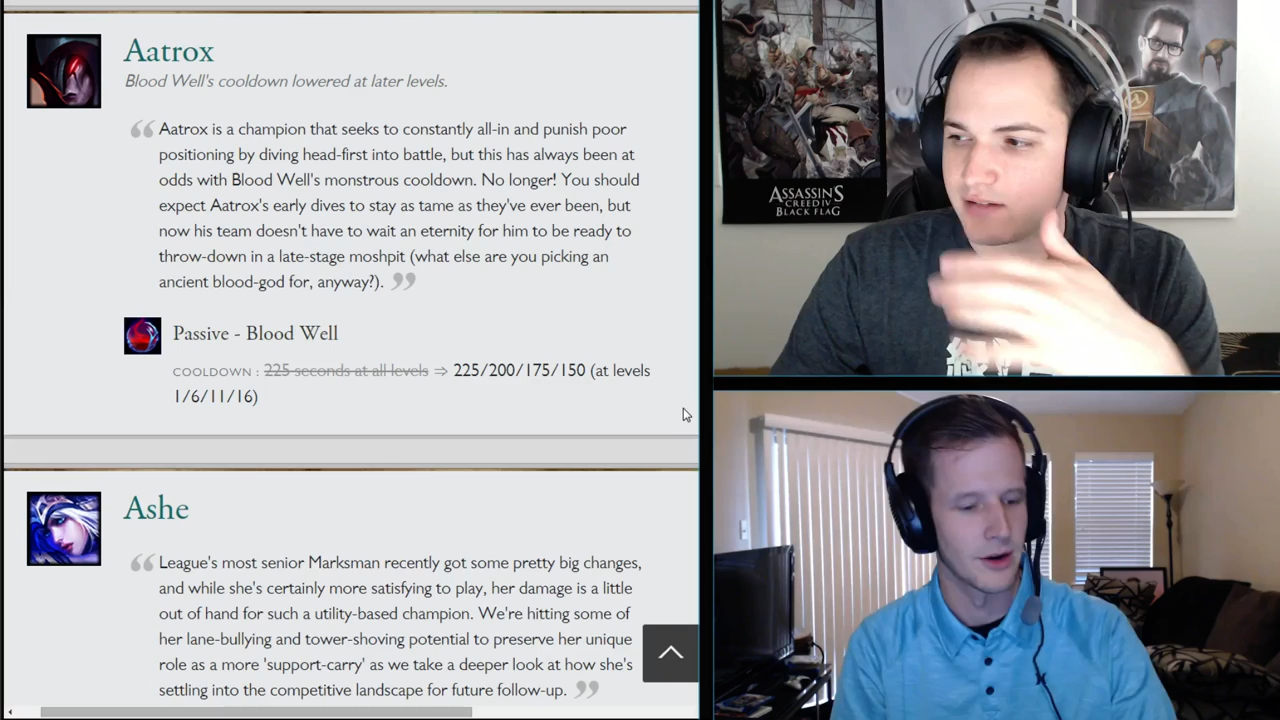 Aatrox
Blood Well's cooldown lowered at later levels.
“ Aatrox is a champion that seeks to constantly all-in and punish poor
positioning by diving head-first into battle, but this has always been at
odds with Blood Well's monstrous cooldown. No longer! You should
expect Aatrox's early dives to stay as tame as they've ever been, but
now his team doesn't have to wait an eternity for him to be ready to
throw-down in a late-stage moshpit (what else are you picking an
ancient blood-god for, anyway?). ”
Passive - Blood Well
COOLDOWN : 225 seconds at all levels ⇒ 225/200/175/150 (at levels
1/6/11/16)
Ashe
“ League's most senior Marksman recently got some pretty big changes,
and while she's certainly more satisfying to play, her damage is a little
out of hand for such a utility-based champion. We're hitting some of
her lane-bullying and tower-shoving potential to preserve her unique
role as a more 'support-carry' as we take a deeper look at how she's
settling into the competitive landscape for future follow-up. ”
ASSASSIN'S
CREED IV
BLACK FLAG